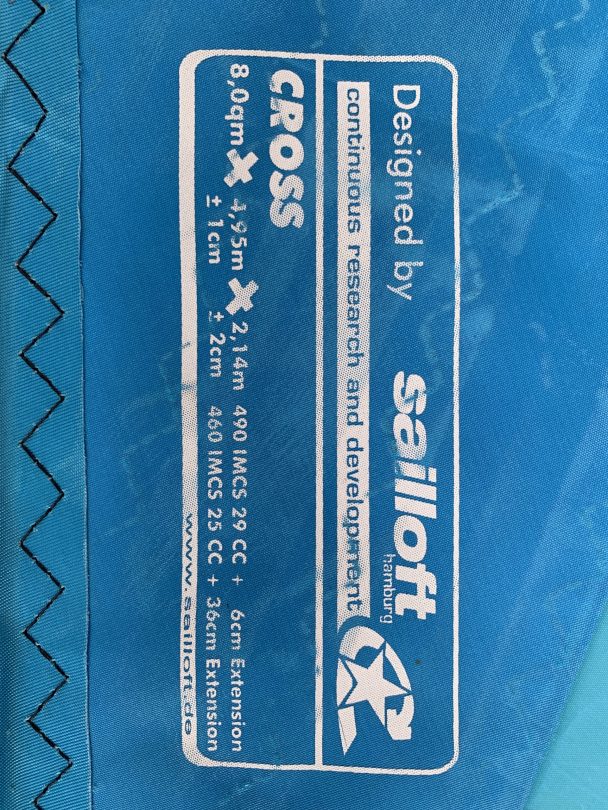 Designed by sailloft
hamburg
continuous research and development
CROSS
8,0qm 4,95m 2,14m 490 IMCS 29 CC + 6cm Extension
± 1cm ± 2cm 460 IMCS 25 CC + 36cm Extension
www.sailloft.de